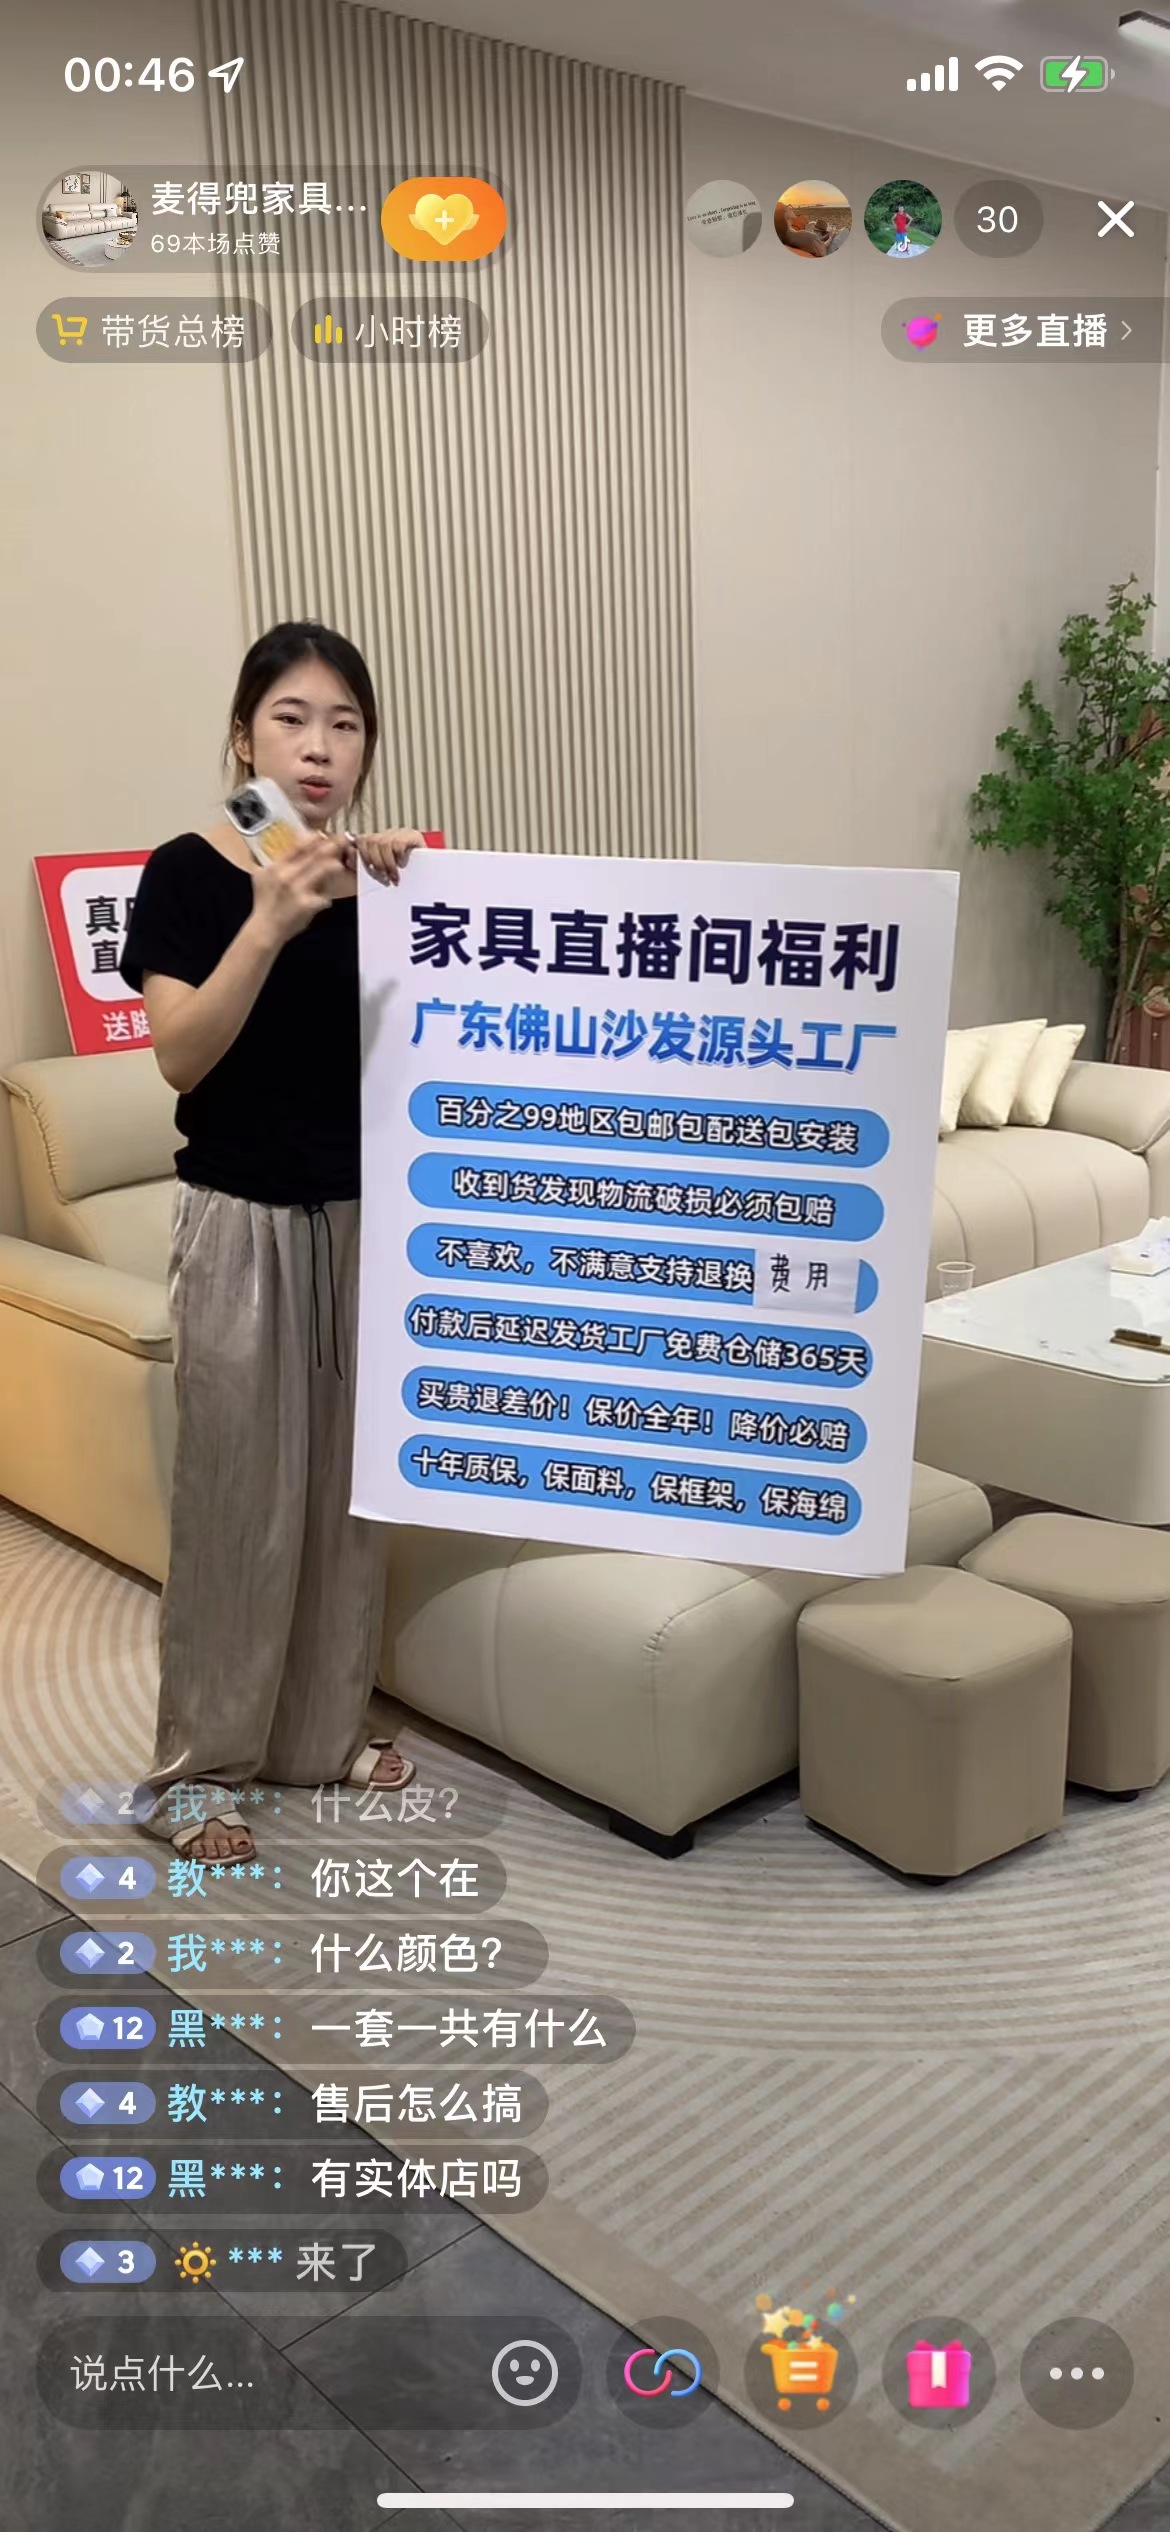 00:46
麦得兜家具...
69本场点赞
30
带货总榜
小时榜
更多直播
真
直
送
家具直播间福利
广东佛山沙发源头工厂
百分之99地区包邮包配送包安装
收到货发现物流破损必须包赔
不喜欢，不满意支持退换费用
付款后延迟发货工厂免费仓储365天
买贵退差价！保价全年！降价必赔
十年质保，保面料，保框架，保海绵
2 我***：什么皮？
4 教***：你这个在
2 我***：什么颜色？
12 黑***：一套一共有什么
4 教***：售后怎么搞
12 黑***：有实体店吗
3 *** 来了
说点什么...